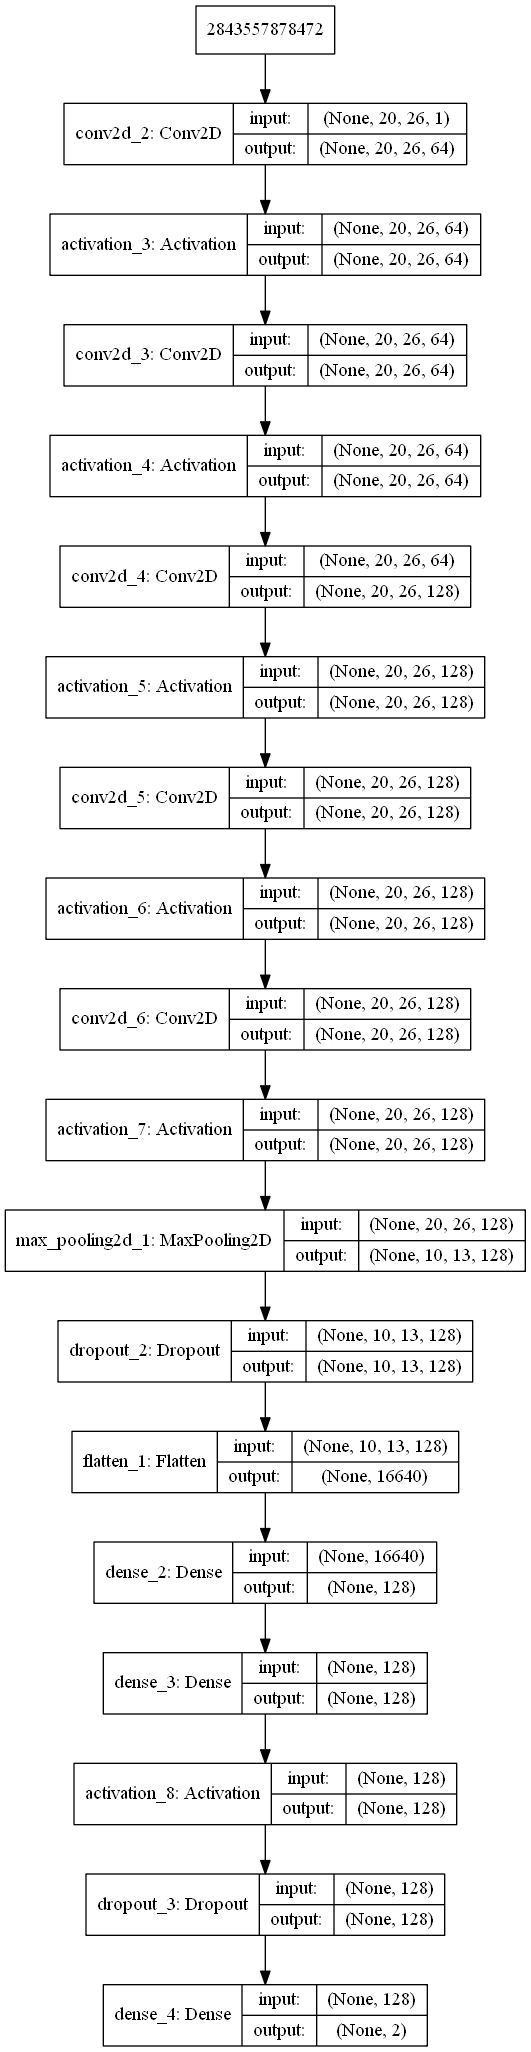 2843557878472
conv2d_2: Conv2D
input: (None, 20, 26, 1)
output: (None, 20, 26, 64)
activation_3: Activation
input: (None, 20, 26, 64)
output: (None, 20, 26, 64)
conv2d_3: Conv2D
input: (None, 20, 26, 64)
output: (None, 20, 26, 64)
activation_4: Activation
input: (None, 20, 26, 64)
output: (None, 20, 26, 64)
conv2d_4: Conv2D
input: (None, 20, 26, 64)
output: (None, 20, 26, 128)
activation_5: Activation
input: (None, 20, 26, 128)
output: (None, 20, 26, 128)
conv2d_5: Conv2D
input: (None, 20, 26, 128)
output: (None, 20, 26, 128)
activation_6: Activation
input: (None, 20, 26, 128)
output: (None, 20, 26, 128)
conv2d_6: Conv2D
input: (None, 20, 26, 128)
output: (None, 20, 26, 128)
activation_7: Activation
input: (None, 20, 26, 128)
output: (None, 20, 26, 128)
max_pooling2d_1: MaxPooling2D
input: (None, 20, 26, 128)
output: (None, 10, 13, 128)
dropout_2: Dropout
input: (None, 10, 13, 128)
output: (None, 10, 13, 128)
flatten_1: Flatten
input: (None, 10, 13, 128)
output: (None, 16640)
dense_2: Dense
input: (None, 16640)
output: (None, 128)
dense_3: Dense
input: (None, 128)
output: (None, 128)
activation_8: Activation
input: (None, 128)
output: (None, 128)
dropout_3: Dropout
input: (None, 128)
output: (None, 128)
dense_4: Dense
input: (None, 128)
output: (None, 2)